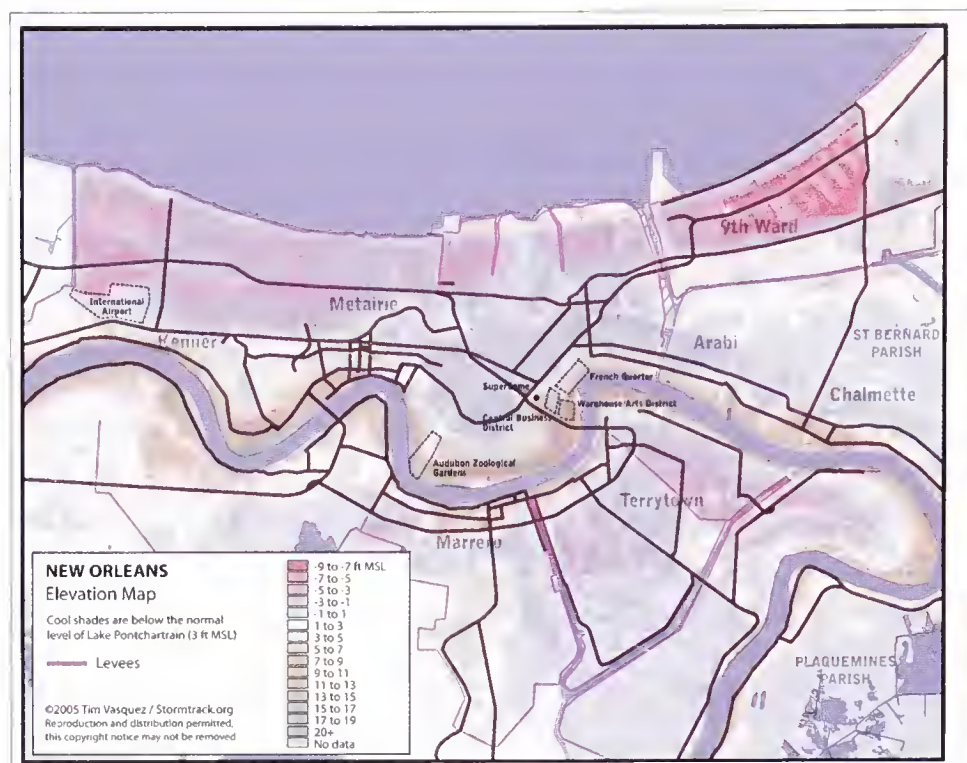 9th Ward
International
Airport
Metairie
Kenner
Arabi
ST BERNARD
PARISH
French Quarter
Superdome
Warehouse/Arts District
Chalmette
Central Business
District
Audubon Zoological
Gardens
Terrytown
Marrero
NEW ORLEANS
Elevation Map
Cool shades are below the normal
level of Lake Pontchartrain (3 ft MSL)
Levees
©2005 Tim Vasquez / Stormtrack.org
Reproduction and distribution permitted,
this copyright notice may not be removed
-9 to -7 ft MSL
-7 to -5
-5 to -3
-3 to -1
-1 to 1
1 to 3
3 to 5
5 to 7
7 to 9
9 to 11
11 to 13
13 to 15
15 to 17
17 to 19
20+
No data
PLAQUEMINES
PARISH